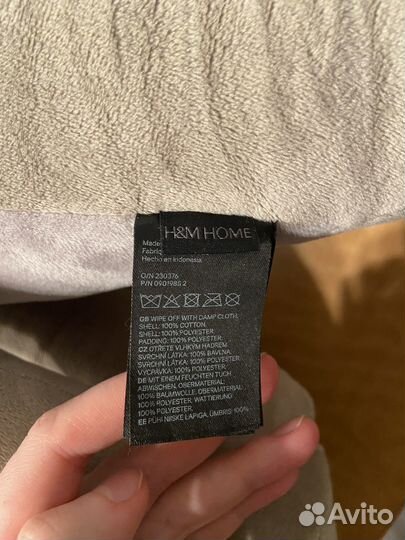 H&M HOME
Made
Fabriq
Hecho en Indonesia
O/N 230376
P/N 0901985 2
GB WIPE OFF WITH DAMP CLOTH,
SHELL: 100% COTTON,
SHELL: 100% POLYESTER,
PADDING: 100% POLYESTER
CZ OTŘETE VLHKÝM HADREM,
SVRCHNÍ LÁTKA: 100% BAVLNA,
SVRCHNÍ LÁTKA: 100% POLYESTER,
VÝCPÁVKA: 100% POLYESTER
DE MIT EINEM FEUCHTEN TUCH
ABWISCHEN, OBERMATERIAL:
100% BAUMWOLLE, OBERMATERIAL:
100% POLYESTER, WATTIERUNG:
100% POLYESTER
EE PÜHI NIISKE LAPIGA, ÜMBRIS: 100%
Avito